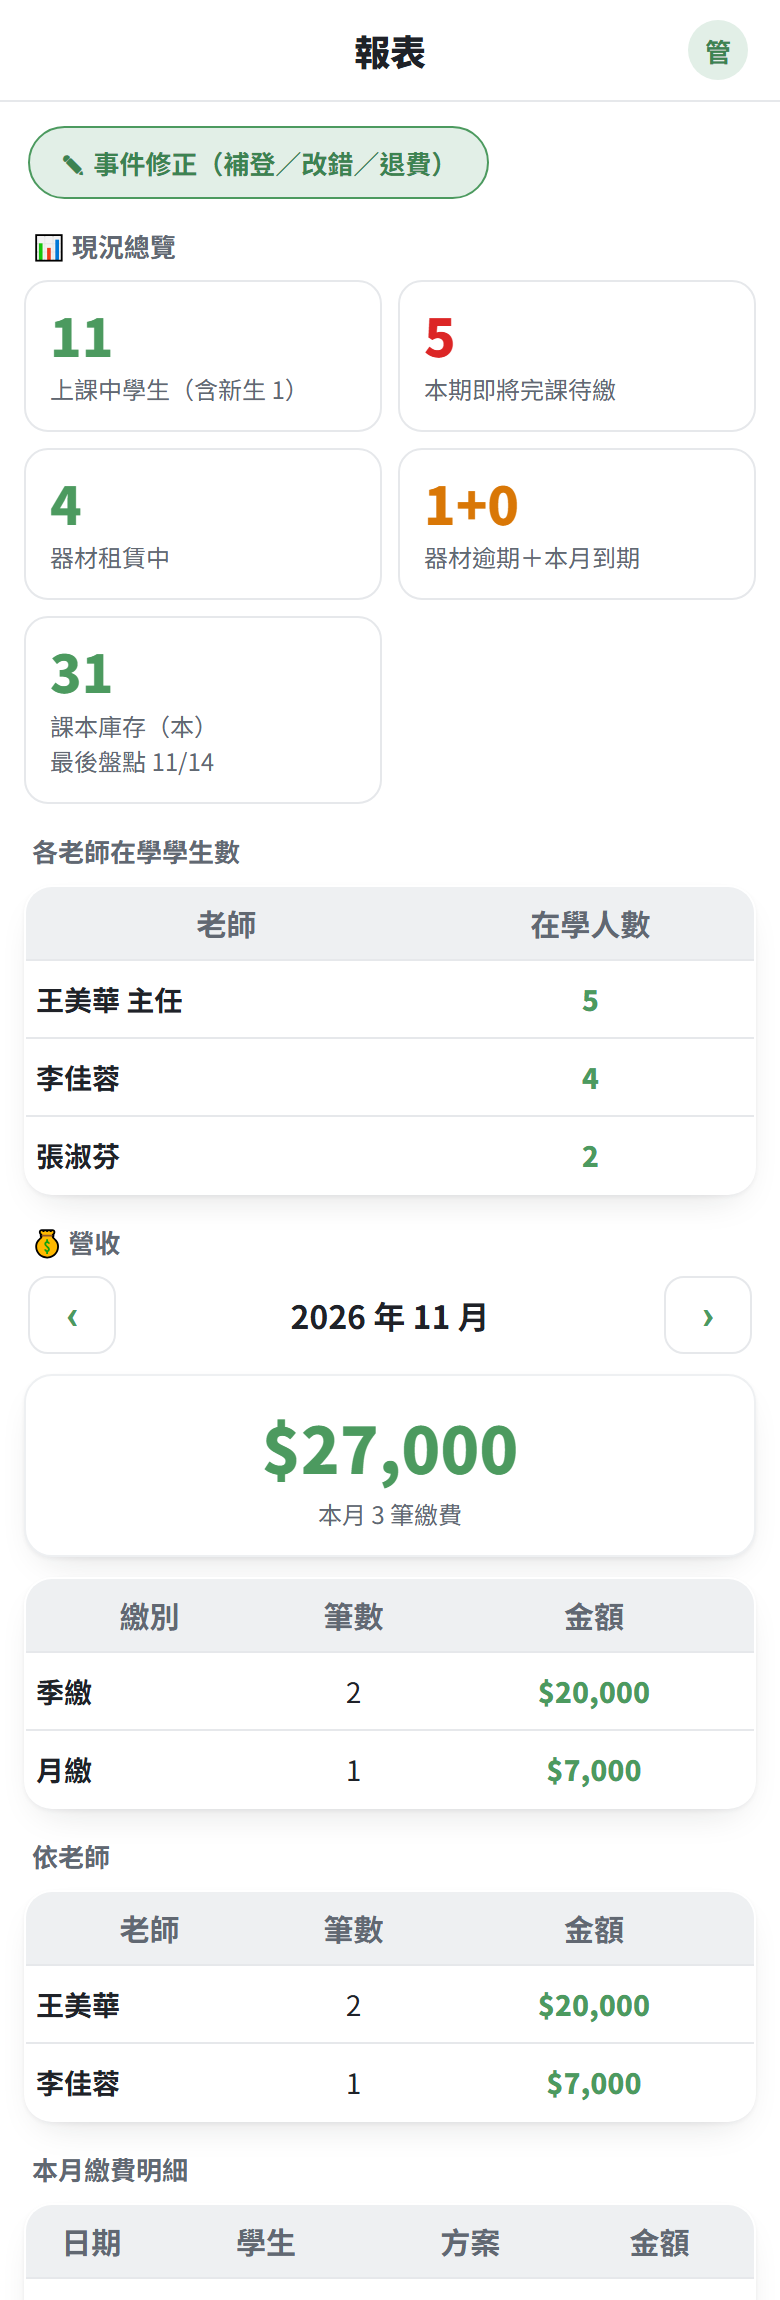 報表
管
事件修正（補登／改錯／退費）
現況總覽
11
上課中學生（含新生 1）
5
本期即將完課待繳
4
器材租賃中
1+0
器材逾期＋本月到期
31
課本庫存（本）
最後盤點 11/14
各老師在學學生數
老師 在學人數
王美華 主任 5
李佳蓉 4
張淑芬 2
營收
‹ 2026 年 11 月 ›
$27,000
本月 3 筆繳費
繳別 筆數 金額
季繳 2 $20,000
月繳 1 $7,000
依老師
老師 筆數 金額
王美華 2 $20,000
李佳蓉 1 $7,000
本月繳費明細
日期 學生 方案 金額